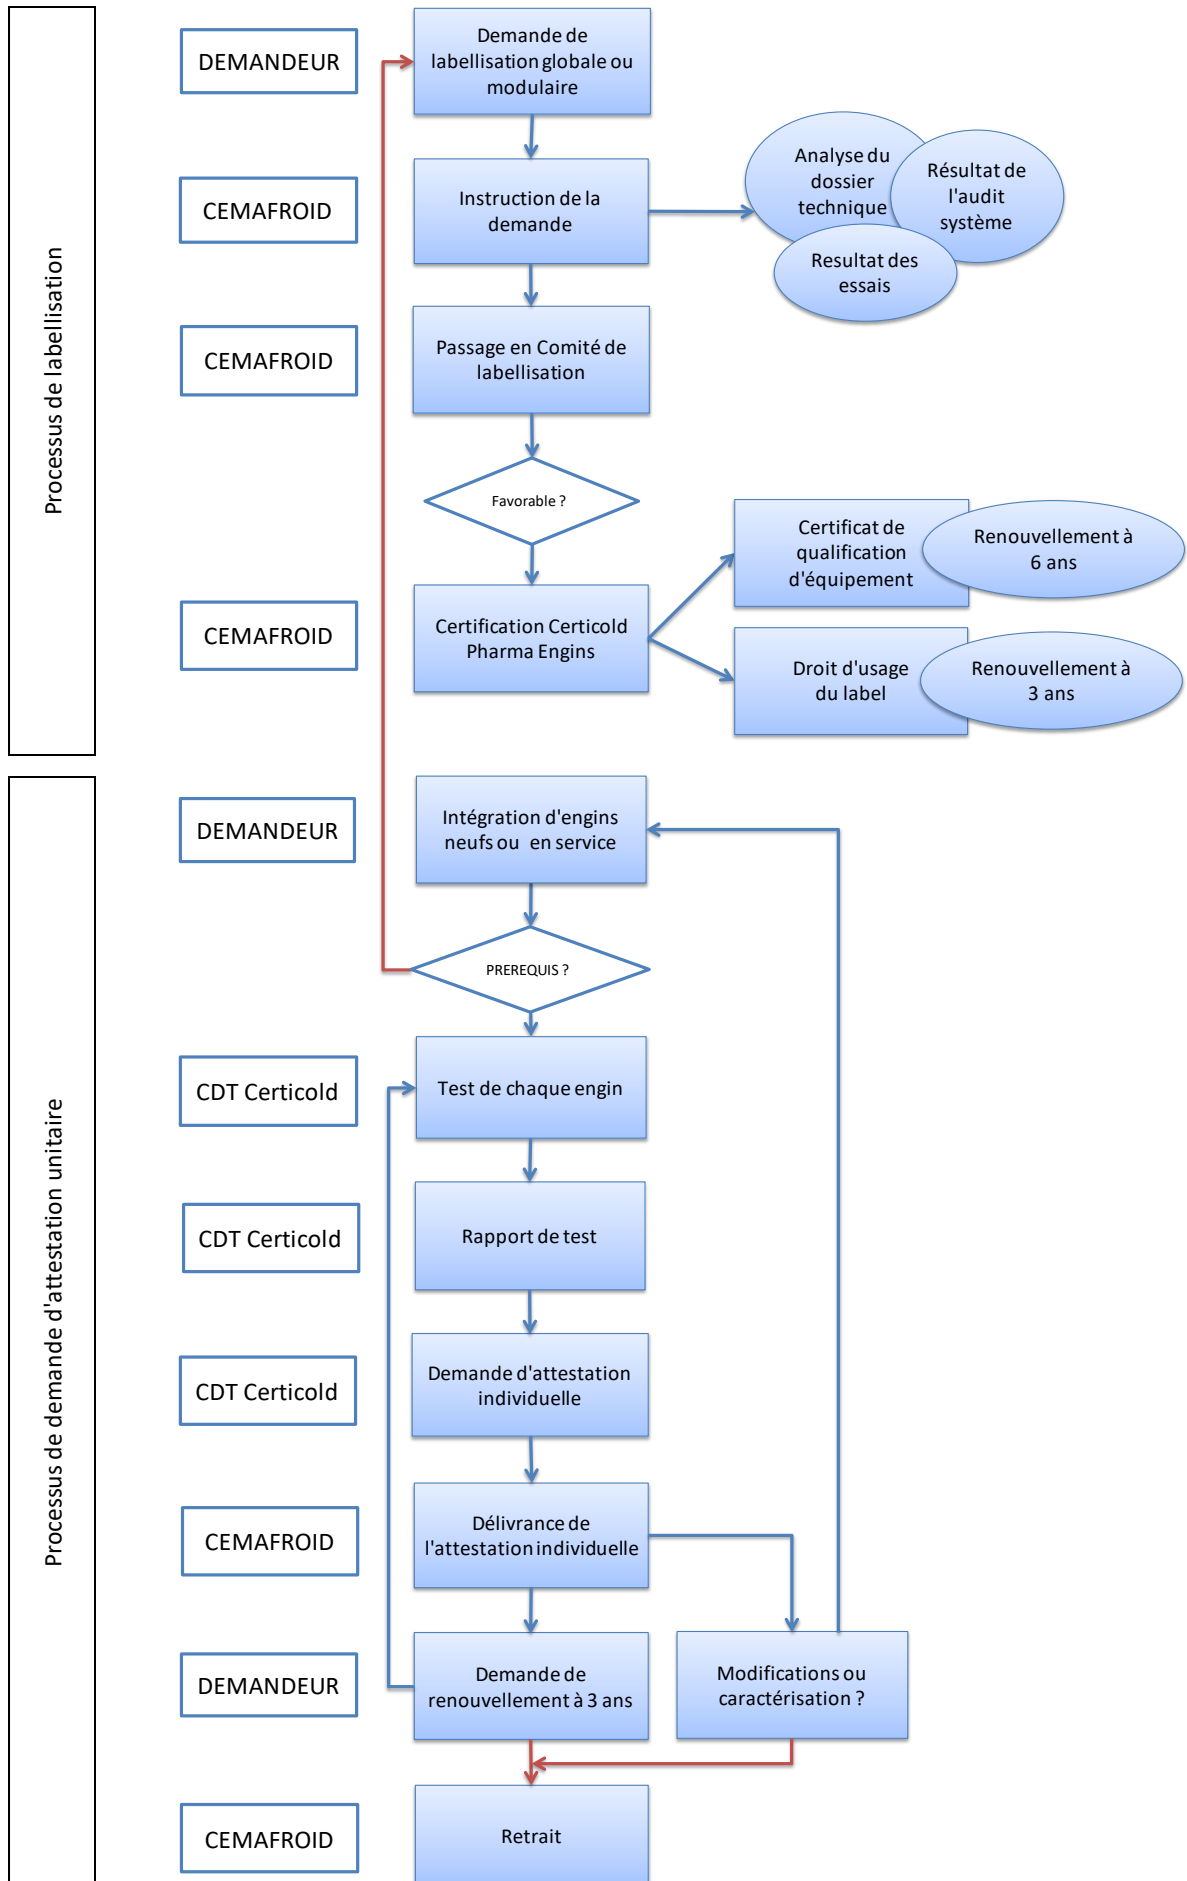 Processus de labellisation
DEMANDEUR
Demande de
labellisation globale ou
modulaire
CEMAFROID
Instruction de la
demande
Analyse du
dossier
technique
Résultat de
l'audit
système
Resultat des
essais
CEMAFROID
Passage en Comité de
labellisation
Favorable ?
CEMAFROID
Certification Certicold
Pharma Engins
Certificat de
qualification
d'équipement
Renouvellement à
6 ans
Droit d'usage
du label
Renouvellement à
3 ans
Processus de demande d'attestation unitaire
DEMANDEUR
Intégration d'engins
neufs ou en service
PREREQUIS ?
CDT Certicold
Test de chaque engin
CDT Certicold
Rapport de test
CDT Certicold
Demande d'attestation
individuelle
CEMAFROID
Délivrance de
l'attestation individuelle
DEMANDEUR
Demande de
renouvellement à 3 ans
Modifications ou
caractérisation ?
CEMAFROID
Retrait